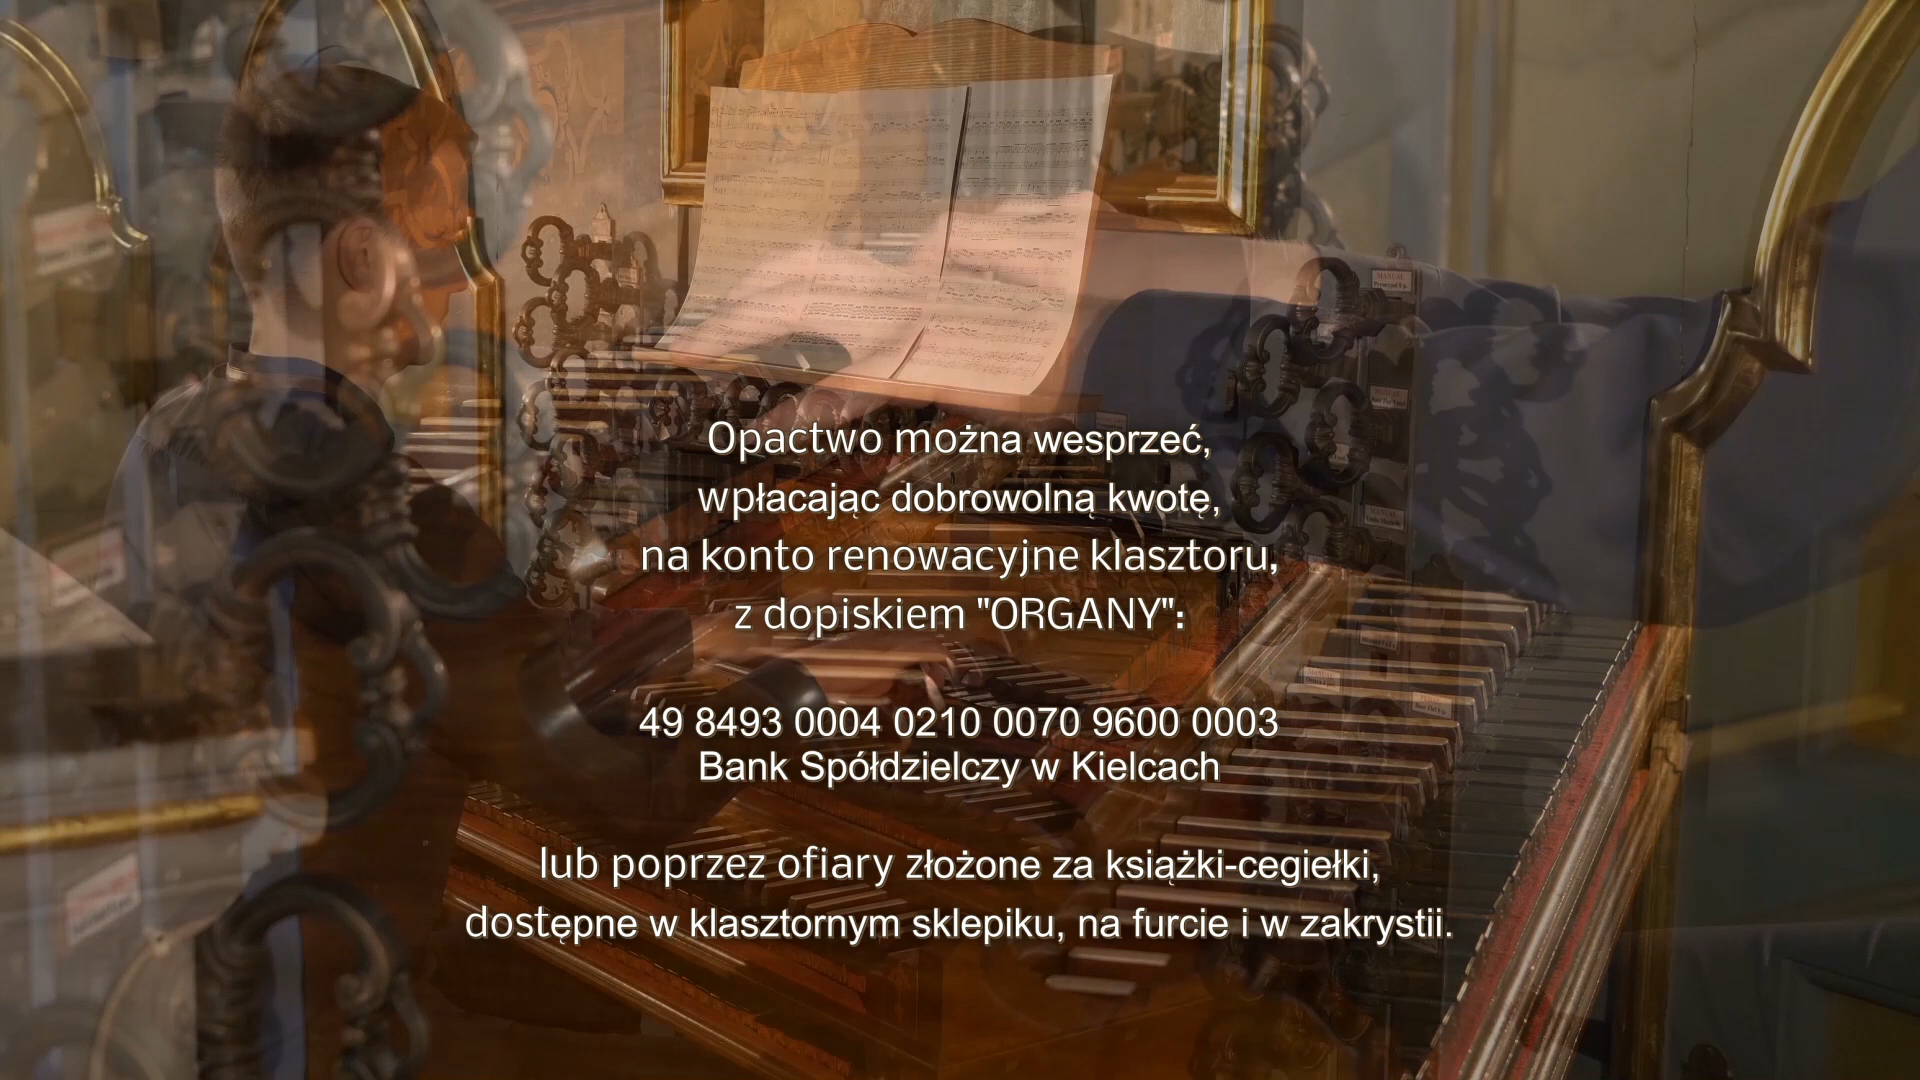 Opactwo można wesprzeć,
wpłacając dobrowolną kwotę,
na konto renowacyjne klasztoru,
z dopiskiem "ORGANY":
49 8493 0004 0210 0070 9600 0003
Bank Spółdzielczy w Kielcach
lub poprzez ofiary złożone za książki-cegiełki,
dostępne w klasztornym sklepiku, na furcie i w zakrystii.
MANUAŁ